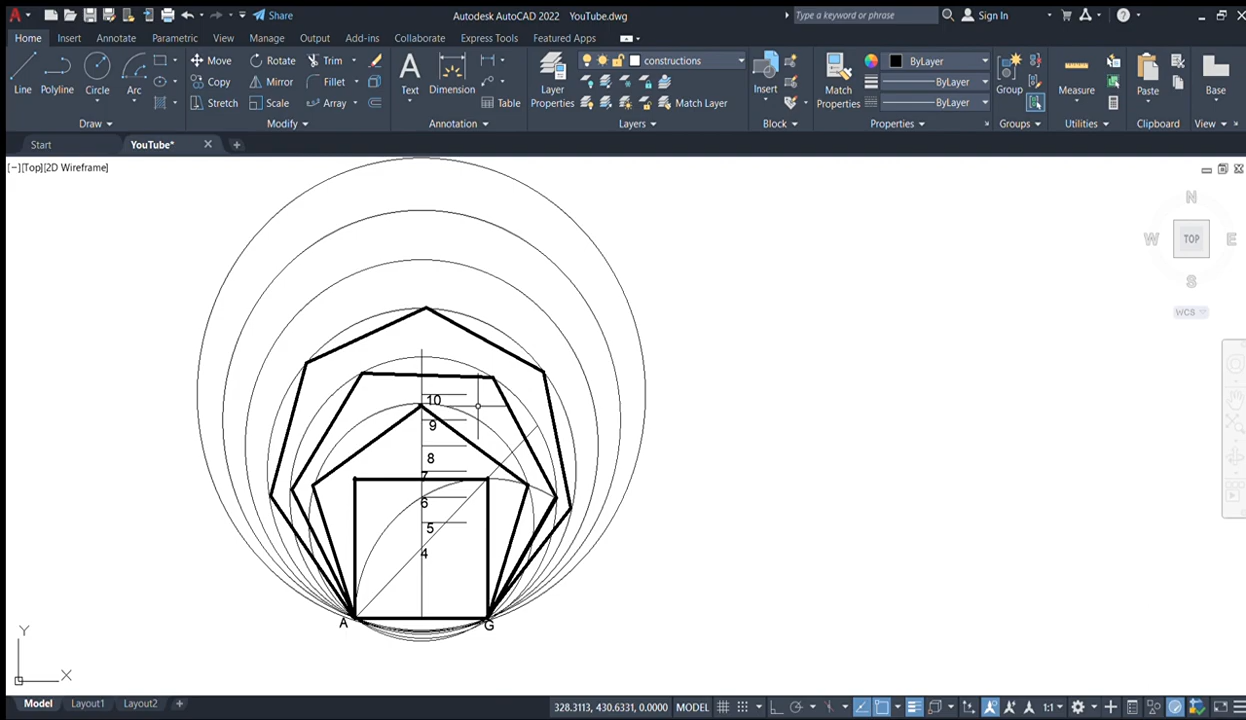 Share
Autodesk AutoCAD 2022 YouTube.dwg
Type a keyword or phrase
Sign In
Home Insert Annotate Parametric View Manage Output Add-ins Collaborate Express Tools Featured Apps
Line
Polyline
Circle
Arc
Move
Rotate
Trim
Copy
Mirror
Fillet
Stretch
Scale
Array
Text
Dimension
Table
Layer
Properties
constructions
Match Layer
Insert
Match
Properties
ByLayer
ByLayer
ByLayer
Group
Measure
Paste
Base
Draw
Modify
Annotation
Layers
Block
Properties
Groups
Utilities
Clipboard
View
Start
YouTube*
[−][Top][2D Wireframe]
N
W
TOP
E
S
WCS
10
9
8
7
6
5
4
A
G
Y
X
Model Layout1 Layout2
328.3113, 430.6331, 0.0000 MODEL 1:1